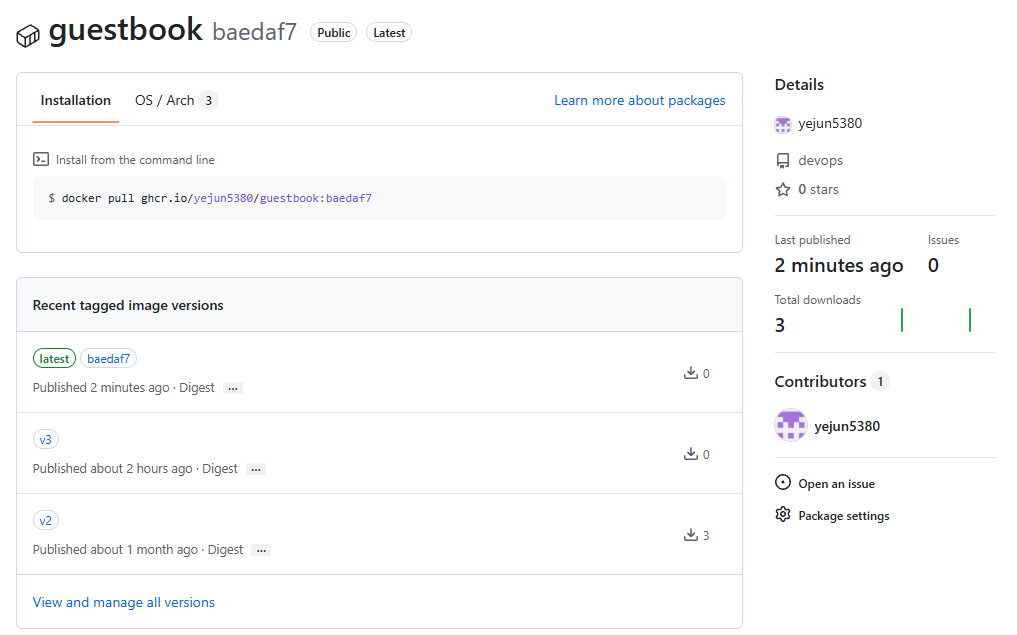 guestbook baedaf7 Public Latest
Installation OS / Arch 3 Learn more about packages
Install from the command line
$ docker pull ghcr.io/yejun5380/guestbook:baedaf7
Recent tagged image versions
latest baedaf7
Published 2 minutes ago · Digest ...
0
v3
Published about 2 hours ago · Digest ...
0
v2
Published about 1 month ago · Digest ...
3
View and manage all versions
Details
yejun5380
devops
0 stars
Last published Issues
2 minutes ago 0
Total downloads
3
Contributors 1
yejun5380
Open an issue
Package settings